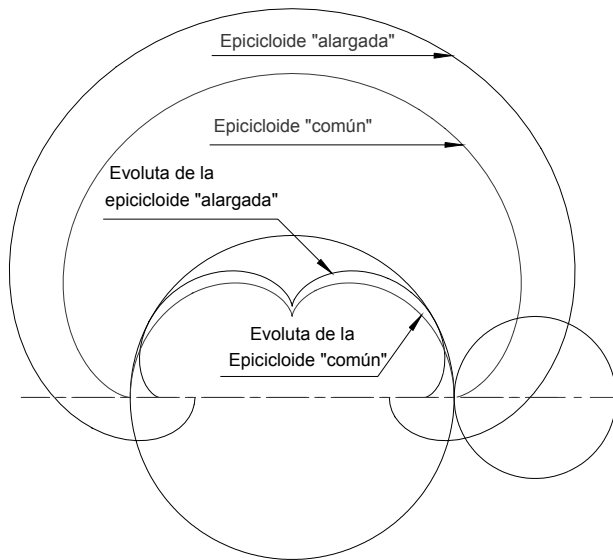 Epicicloide "alargada"
Epicicloide "común"
Evoluta de la
epicicloide "alargada"
Evoluta de la
Epicicloide "común"